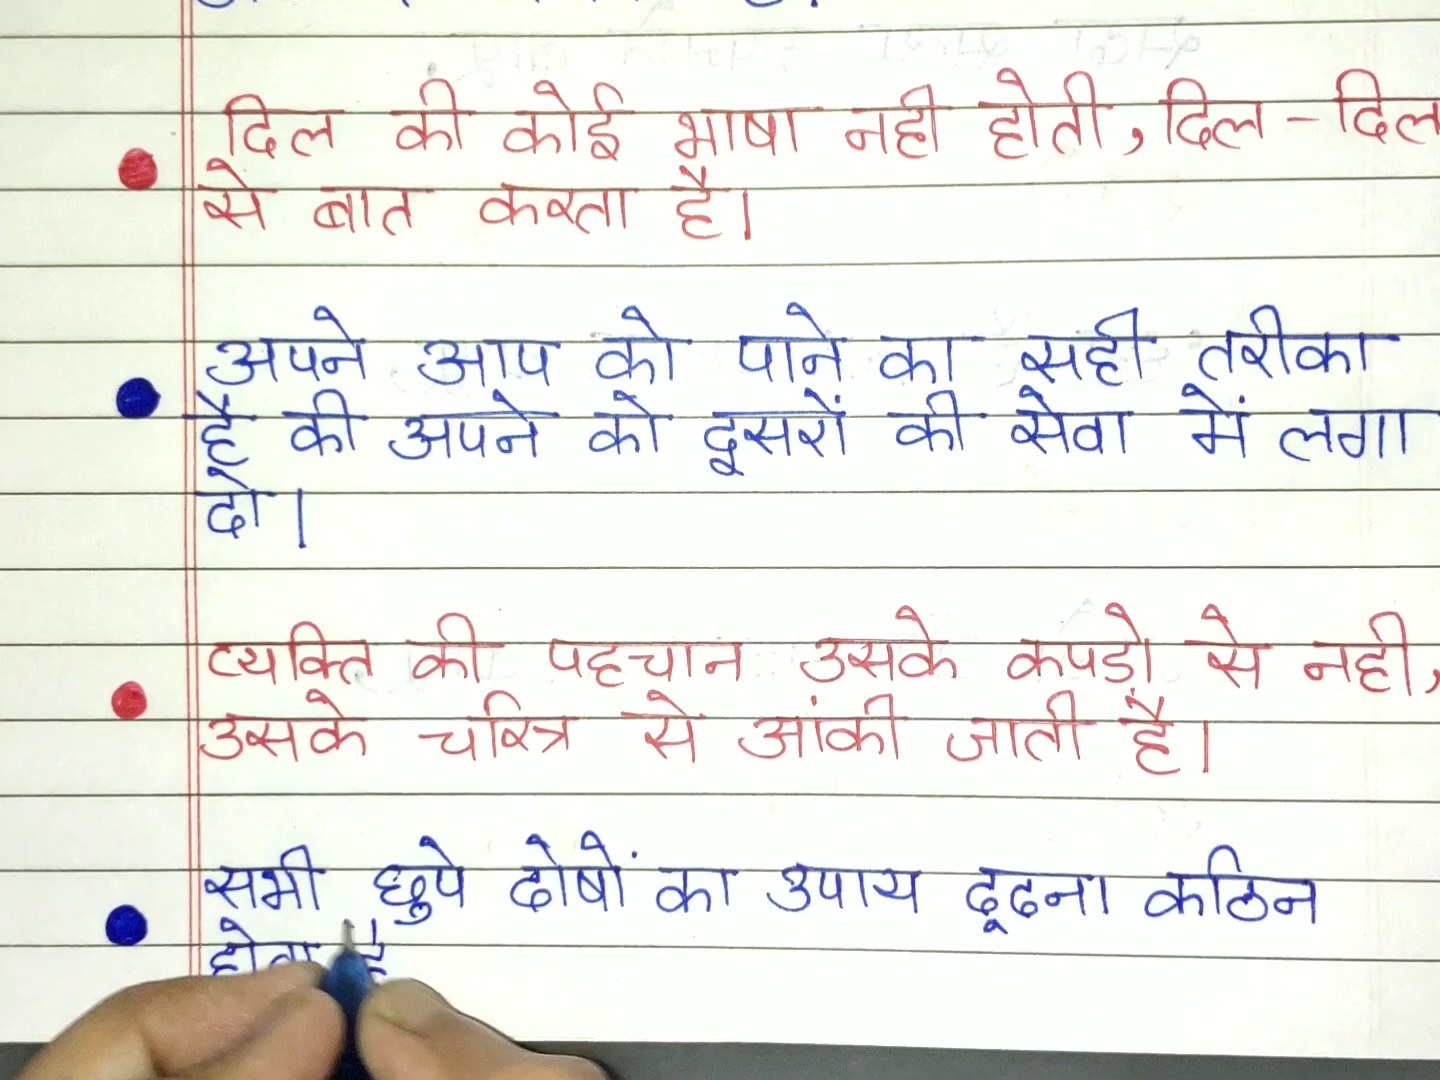 दिल की कोई भाषा नही होती, दिल - दिल
से बात करता है।
अपने आप को पाने का सही तरीका
है की अपने को दूसरों की सेवा में लगा
दो।
व्यक्ति की पहचान उसके कपड़ो से नही,
उसके चरित्र से आंकी जाती है।
सभी छुपे दोषों का उपाय ढूढना कठिन
होता है